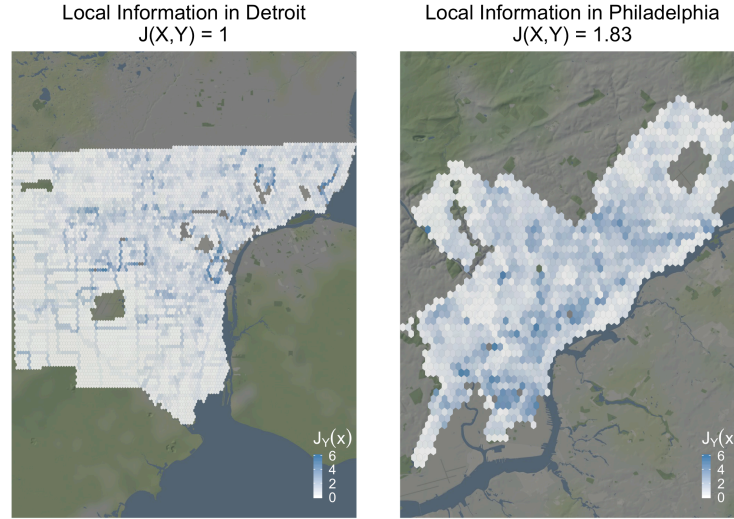 Local Information in Detroit
J(X,Y) = 1
Local Information in Philadelphia
J(X,Y) = 1.83
J_Y(x)
6
4
2
0
J_Y(x
6
4
2
0